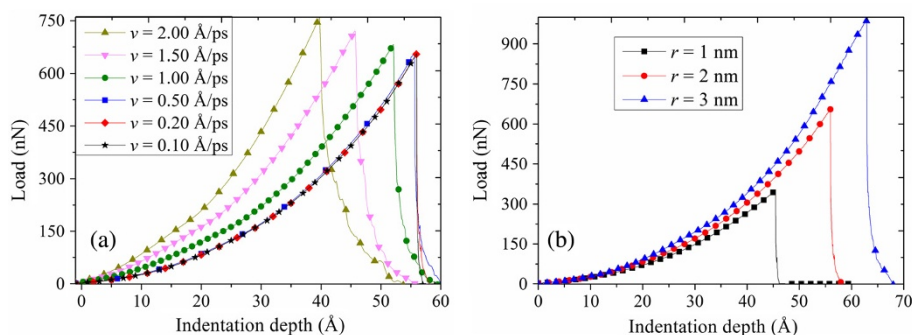 750
600
450
300
150
0
Load (nN)
v = 2.00 Å/ps
v = 1.50 Å/ps
v = 1.00 Å/ps
v = 0.50 Å/ps
v = 0.20 Å/ps
v = 0.10 Å/ps
(a)
0 10 20 30 40 50 60
Indentation depth (Å)
900
750
600
450
300
150
0
Load (nN)
r = 1 nm
r = 2 nm
r = 3 nm
(b)
0 10 20 30 40 50 60 70
Indentation depth (Å)